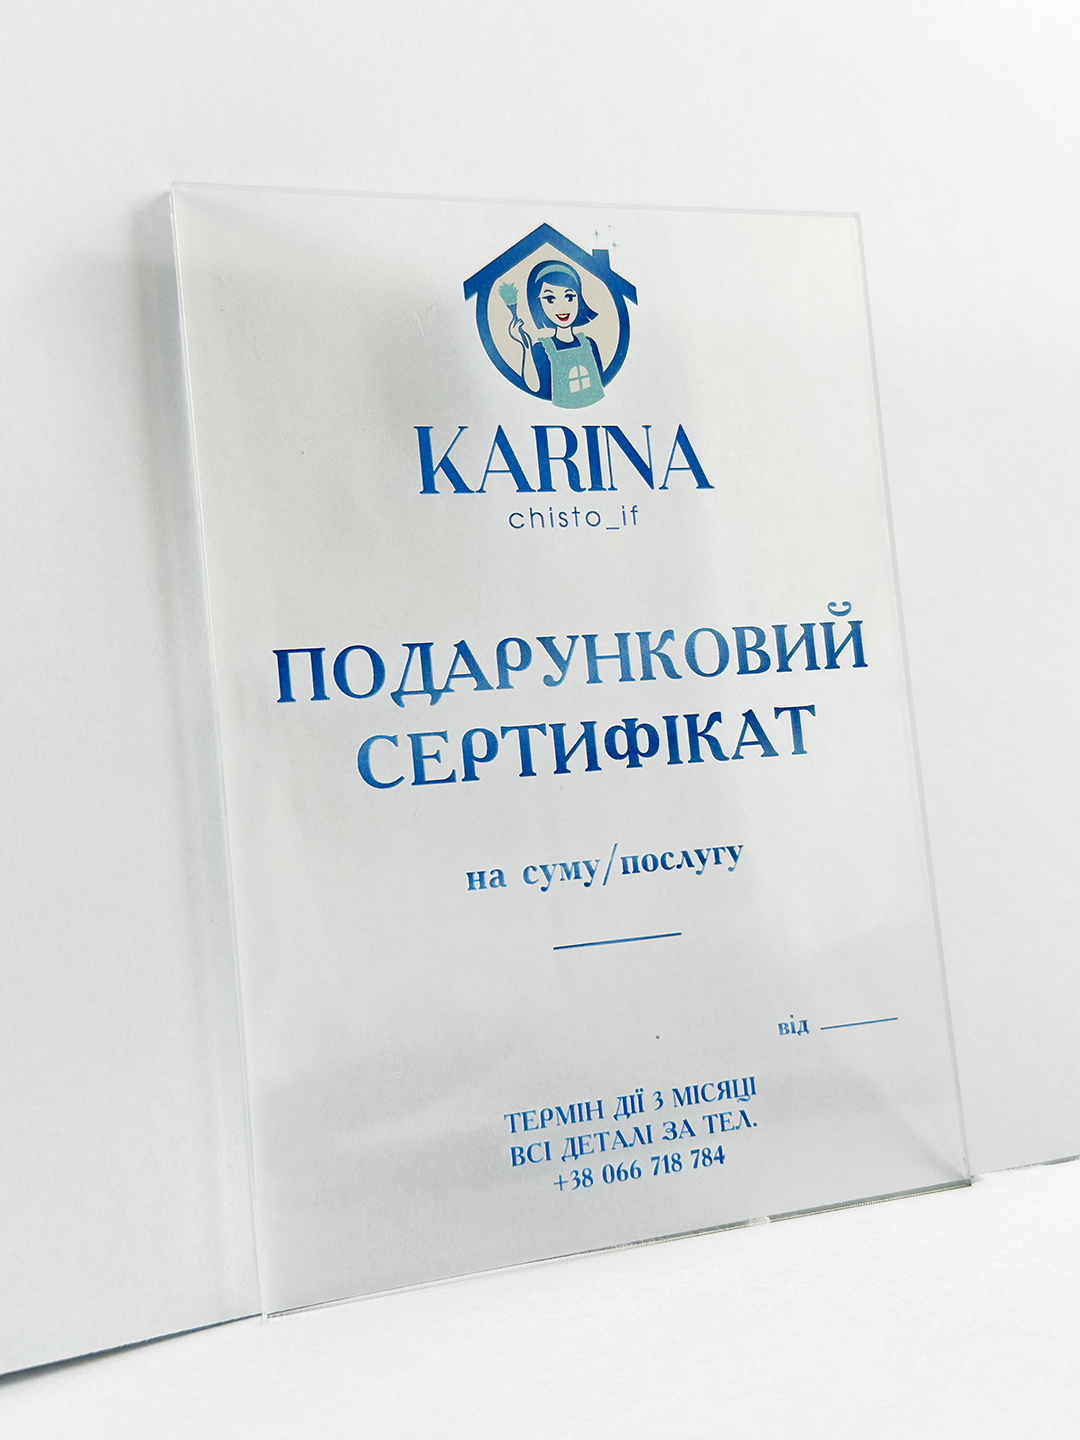 KARINA
chisto_if
ПОДАРУНКОВИЙ
СЕРТИФІКАТ
на суму/послугу
від
ТЕРМІН ДІЇ 3 МІСЯЦІ
ВСІ ДЕТАЛІ ЗА ТЕЛ.
+38 066 718 784